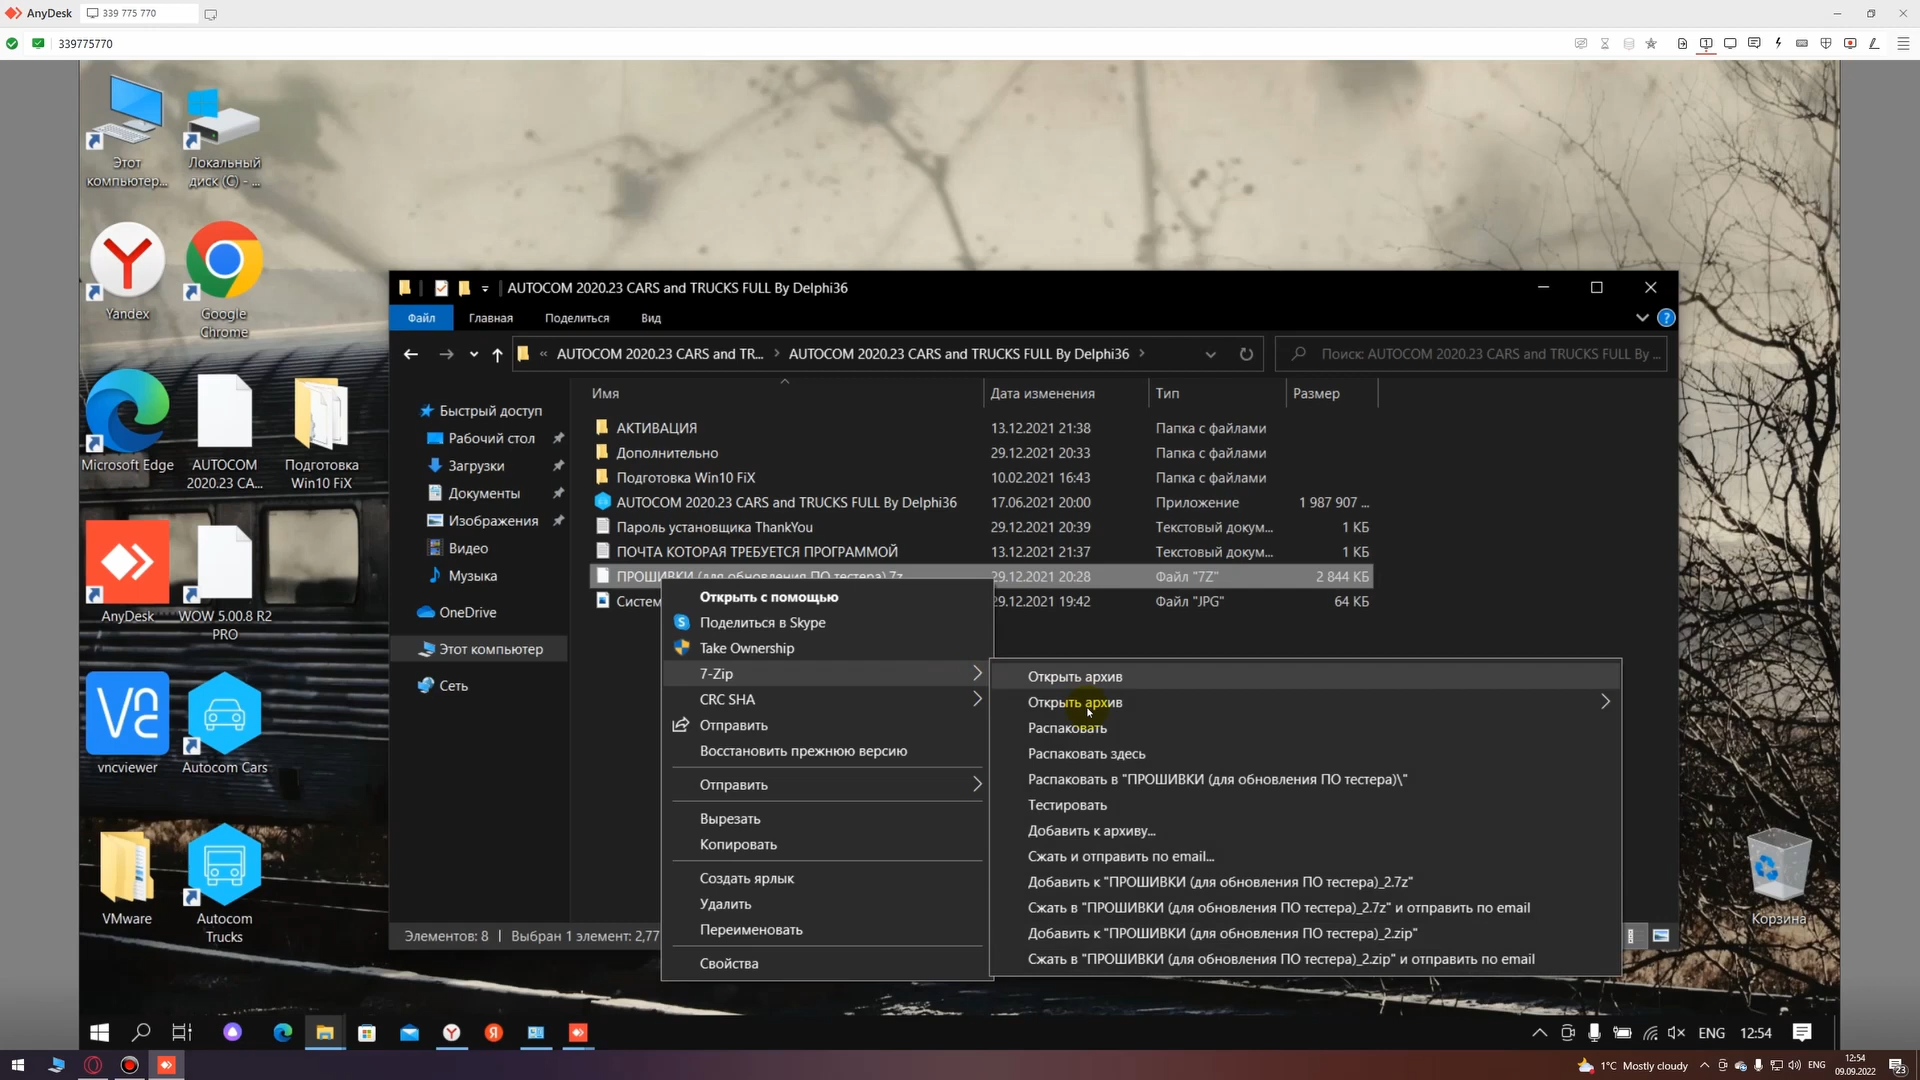 AnyDesk
339 775 770
339775770
Этот компьютер...
Локальный диск (C) - ...
Yandex
Google Chrome
Microsoft Edge
AUTOCOM 2020.23 CA...
Подготовка Win10 FiX
AnyDesk
WOW 5.00.8 R2 PRO
vncviewer
Autocom Cars
VMware
Autocom Trucks
Корзина
AUTOCOM 2020.23 CARS and TRUCKS FULL By Delphi36
Файл
Главная
Поделиться
Вид
« AUTOCOM 2020.23 CARS and TR... > AUTOCOM 2020.23 CARS and TRUCKS FULL By Delphi36 >
Поиск: AUTOCOM 2020.23 CARS and TRUCKS FULL By ...
Быстрый доступ
Рабочий стол
Загрузки
Документы
Изображения
Видео
Музыка
OneDrive
Этот компьютер
Сеть
Имя Дата изменения Тип Размер
АКТИВАЦИЯ 13.12.2021 21:38 Папка с файлами
Дополнительно 29.12.2021 20:33 Папка с файлами
Подготовка Win10 FiX 10.02.2021 16:43 Папка с файлами
AUTOCOM 2020.23 CARS and TRUCKS FULL By Delphi36 17.06.2021 20:00 Приложение 1 987 907 ...
Пароль установщика ThankYou 29.12.2021 20:39 Текстовый докум... 1 КБ
ПОЧТА КОТОРАЯ ТРЕБУЕТСЯ ПРОГРАММОЙ 13.12.2021 21:37 Текстовый докум... 1 КБ
ПРОШИВКИ (для обновления ПО тестера).7z 29.12.2021 20:28 Файл "7Z" 2 844 КБ
Систем 29.12.2021 19:42 Файл "JPG" 64 КБ
Открыть с помощью
Поделиться в Skype
Take Ownership
7-Zip
CRC SHA
Отправить
Восстановить прежнюю версию
Отправить
Вырезать
Копировать
Создать ярлык
Удалить
Переименовать
Свойства
Открыть архив
Открыть архив
Распаковать
Распаковать здесь
Распаковать в "ПРОШИВКИ (для обновления ПО тестера)\"
Тестировать
Добавить к архиву...
Сжать и отправить по email...
Добавить к "ПРОШИВКИ (для обновления ПО тестера)_2.7z"
Сжать в "ПРОШИВКИ (для обновления ПО тестера)_2.7z" и отправить по email
Добавить к "ПРОШИВКИ (для обновления ПО тестера)_2.zip"
Сжать в "ПРОШИВКИ (для обновления ПО тестера)_2.zip" и отправить по email
Элементов: 8 Выбран 1 элемент: 2,77
ENG 12:54
1°C Mostly cloudy ENG 12:54
09.09.2022
23